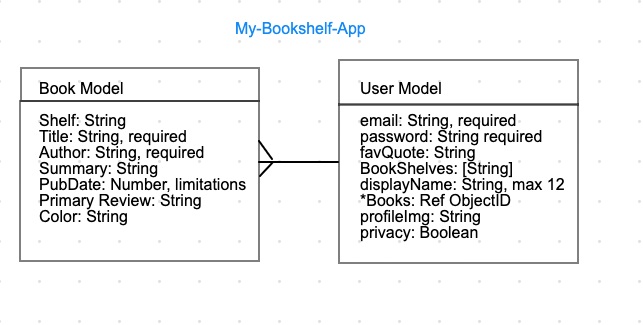 My-Bookshelf-App
Book Model
Shelf: String
Title: String, required
Author: String, required
Summary: String
PubDate: Number, limitations
Primary Review: String
Color: String
User Model
email: String, required
password: String required
favQuote: String
BookShelves: [String]
displayName: String, max 12
*Books: Ref ObjectID
profileImg: String
privacy: Boolean